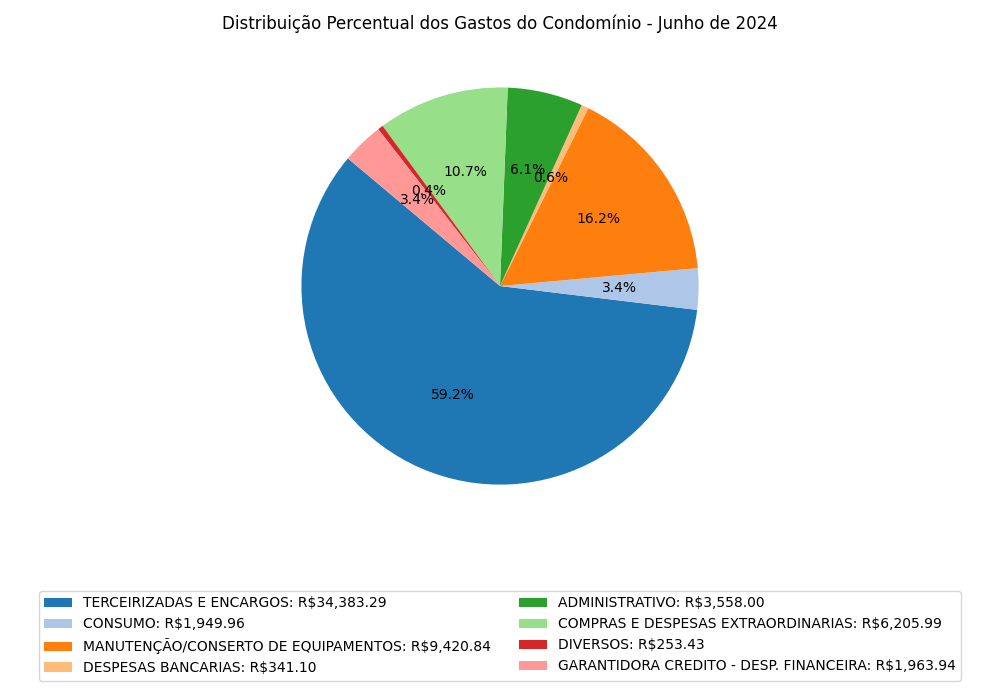 Distribuição Percentual dos Gastos do Condomínio - Junho de 2024
10.7%
6.1%
0.6%
0.4%
3.4%
16.2%
3.4%
59.2%
TERCEIRIZADAS E ENCARGOS: R$34,383.29
CONSUMO: R$1,949.96
MANUTENÇÃO/CONSERTO DE EQUIPAMENTOS: R$9,420.84
DESPESAS BANCARIAS: R$341.10
ADMINISTRATIVO: R$3,558.00
COMPRAS E DESPESAS EXTRAORDINARIAS: R$6,205.99
DIVERSOS: R$253.43
GARANTIDORA CREDITO - DESP. FINANCEIRA: R$1,963.94